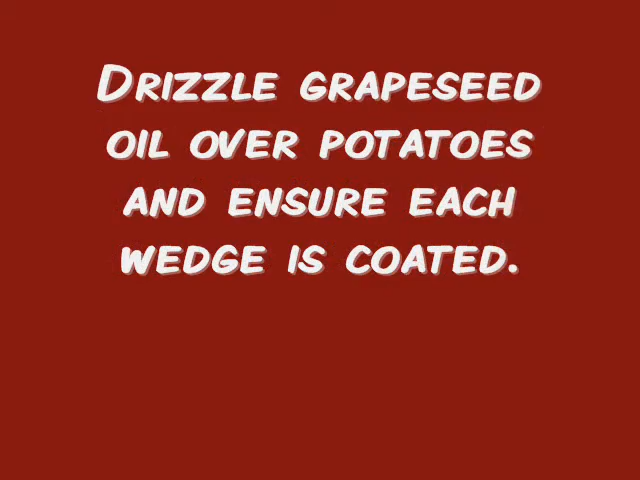 Drizzle grapeseed
oil over potatoes
and ensure each
wedge is coated.